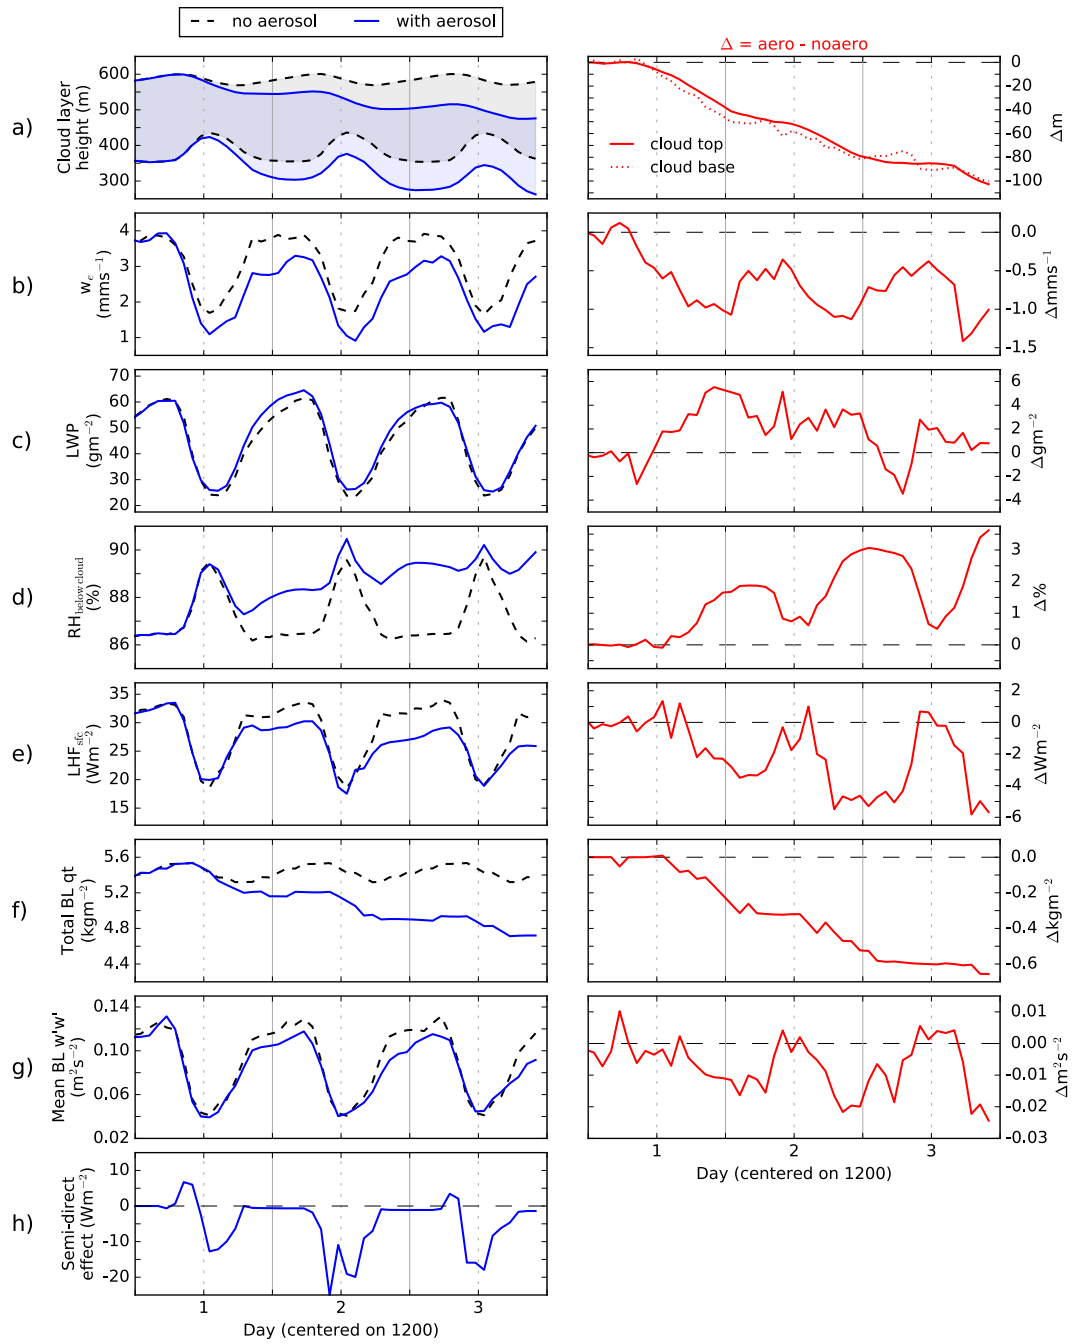 no aerosol
with aerosol
Δ = aero - noaero
a)
Cloud layer
height (m)
600
500
400
300
cloud top
cloud base
0
-20
-40
-60
-80
-100
Δm
b)
wₑ
(mms⁻¹)
4
3
2
1
0.0
-0.5
-1.0
-1.5
Δmms⁻¹
c)
LWP
(gm⁻²)
70
60
50
40
30
20
6
4
2
0
-2
-4
Δgm⁻²
d)
RH below cloud
(%)
90
88
86
3
2
1
0
Δ%
e)
LHF sfc
(Wm⁻²)
35
30
25
20
15
2
0
-2
-4
-6
ΔWm⁻²
f)
Total BL qt
(kgm⁻²)
5.6
5.2
4.8
4.4
0.0
-0.2
-0.4
-0.6
Δkgm⁻²
g)
Mean BL w'w'
(m²s⁻²)
0.14
0.10
0.06
0.02
0.01
0.00
-0.01
-0.02
-0.03
Δm²s⁻²
1 2 3
Day (centered on 1200)
h)
Semi-direct
effect (Wm⁻²)
10
0
-10
-20
1 2 3
Day (centered on 1200)